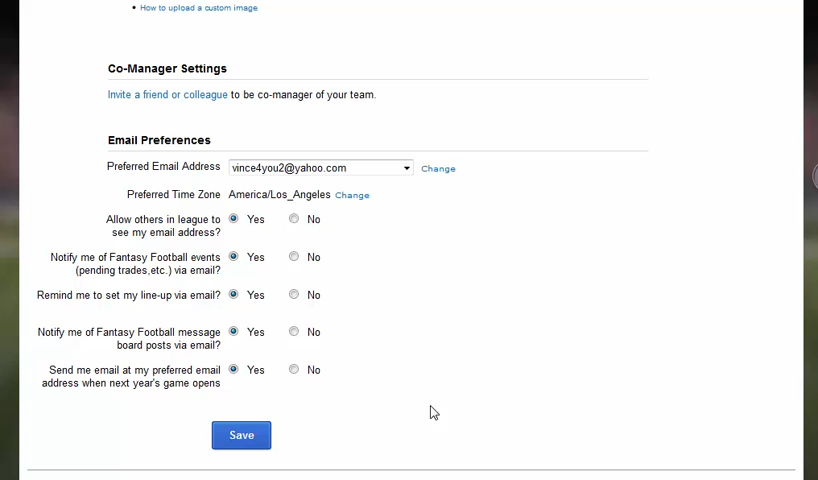 How to upload a custom image
Co-Manager Settings
Invite a friend or colleague to be co-manager of your team.
Email Preferences
Preferred Email Address vince4you2@yahoo.com Change
Preferred Time Zone America/Los_Angeles Change
Allow others in league to Yes No
see my email address?
Notify me of Fantasy Football events Yes No
(pending trades,etc.) via email?
Remind me to set my line-up via email? Yes No
Notify me of Fantasy Football message Yes No
board posts via email?
Send me email at my preferred email Yes No
address when next year's game opens
Save